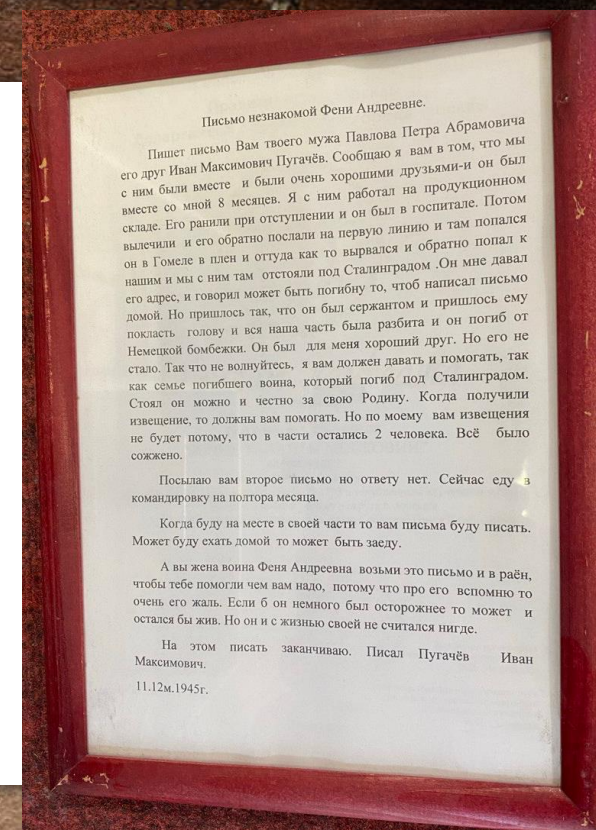 Письмо незнакомой Фени Андреевне.
Пишет письмо Вам твоего мужа Павлова Петра Абрамовича
его друг Иван Максимович Пугачёв. Сообщаю я вам в том, что мы
с ним были вместе и были очень хорошими друзьями-и он был
вместе со мной 8 месяцев. Я с ним работал на продукционном
складе. Его ранили при отступлении и он был в госпитале. Потом
вылечили и его обратно послали на первую линию и там попался
он в Гомеле в плен и оттуда как то вырвался и обратно попал к
нашим и мы с ним там отстояли под Сталинградом .Он мне давал
его адрес, и говорил может быть погибну то, чтоб написал письмо
домой. Но пришлось так, что он был сержантом и пришлось ему
покласть голову и вся наша часть была разбита и он погиб от
Немецкой бомбежки. Он был для меня хороший друг. Но его не
стало. Так что не волнуйтесь, я вам должен давать и помогать, так
как семье погибшего воина, который погиб под Сталинградом.
Стоял он можно и честно за свою Родину. Когда получили
извещение, то должны вам помогать. Но по моему вам извещения
не будет потому, что в части остались 2 человека. Всё было
сожжено.
Посылаю вам второе письмо но ответу нет. Сейчас еду в
командировку на полтора месяца.
Когда буду на месте в своей части то вам письма буду писать.
Может буду ехать домой то может быть заеду.
А вы жена воина Феня Андреевна возьми это письмо и в раён,
чтобы тебе помогли чем вам надо, потому что про его вспомню то
очень его жаль. Если б он немного был осторожнее то может и
остался бы жив. Но он и с жизнью своей не считался нигде.
На этом писать заканчиваю. Писал Пугачёв Иван
Максимович.
11.12м.1945г.